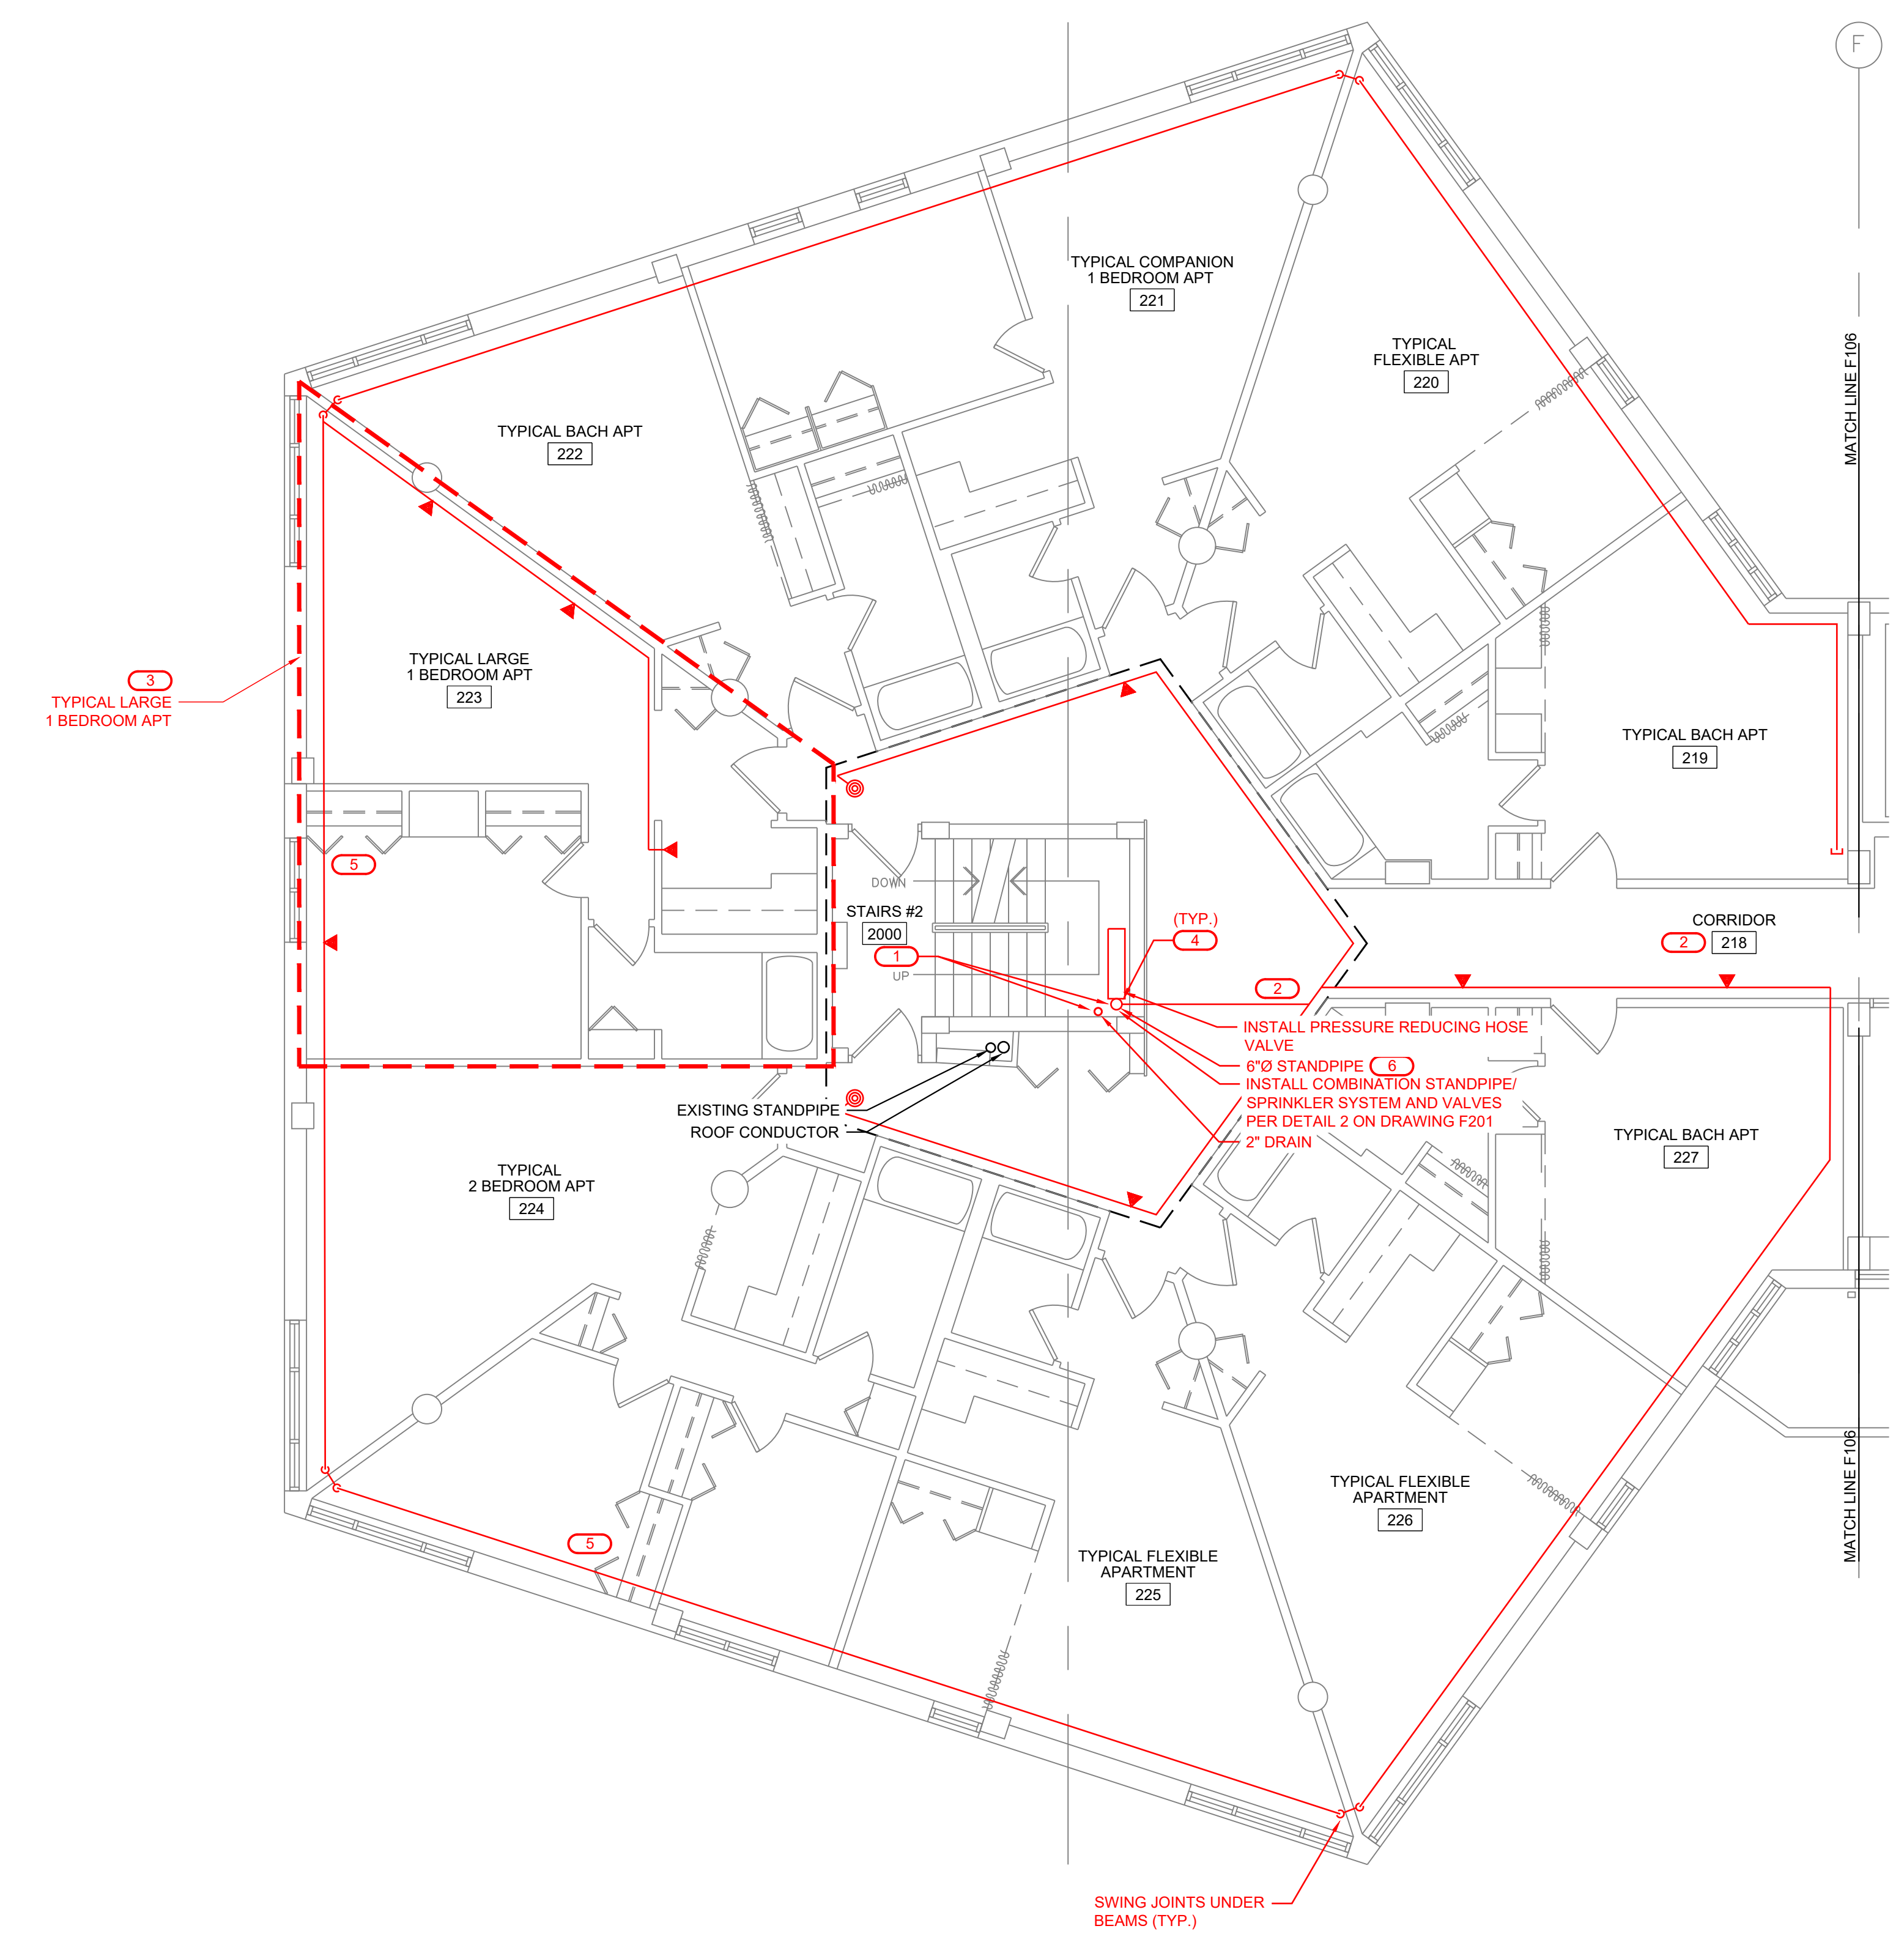 F
MATCH LINE F106
TYPICAL COMPANION
1 BEDROOM APT
221
TYPICAL
FLEXIBLE APT
220
TYPICAL BACH APT
222
TYPICAL LARGE
1 BEDROOM APT
223
3
TYPICAL LARGE
1 BEDROOM APT
TYPICAL BACH APT
219
5
DOWN
STAIRS #2
2000
1
UP
(TYP.)
4
CORRIDOR
2
218
2
INSTALL PRESSURE REDUCING HOSE
VALVE
6"Ø STANDPIPE
6
INSTALL COMBINATION STANDPIPE/
SPRINKLER SYSTEM AND VALVES
PER DETAIL 2 ON DRAWING F201
2" DRAIN
EXISTING STANDPIPE
ROOF CONDUCTOR
TYPICAL BACH APT
227
TYPICAL
2 BEDROOM APT
224
TYPICAL FLEXIBLE
APARTMENT
226
MATCH LINE F106
5
TYPICAL FLEXIBLE
APARTMENT
225
SWING JOINTS UNDER
BEAMS (TYP.)